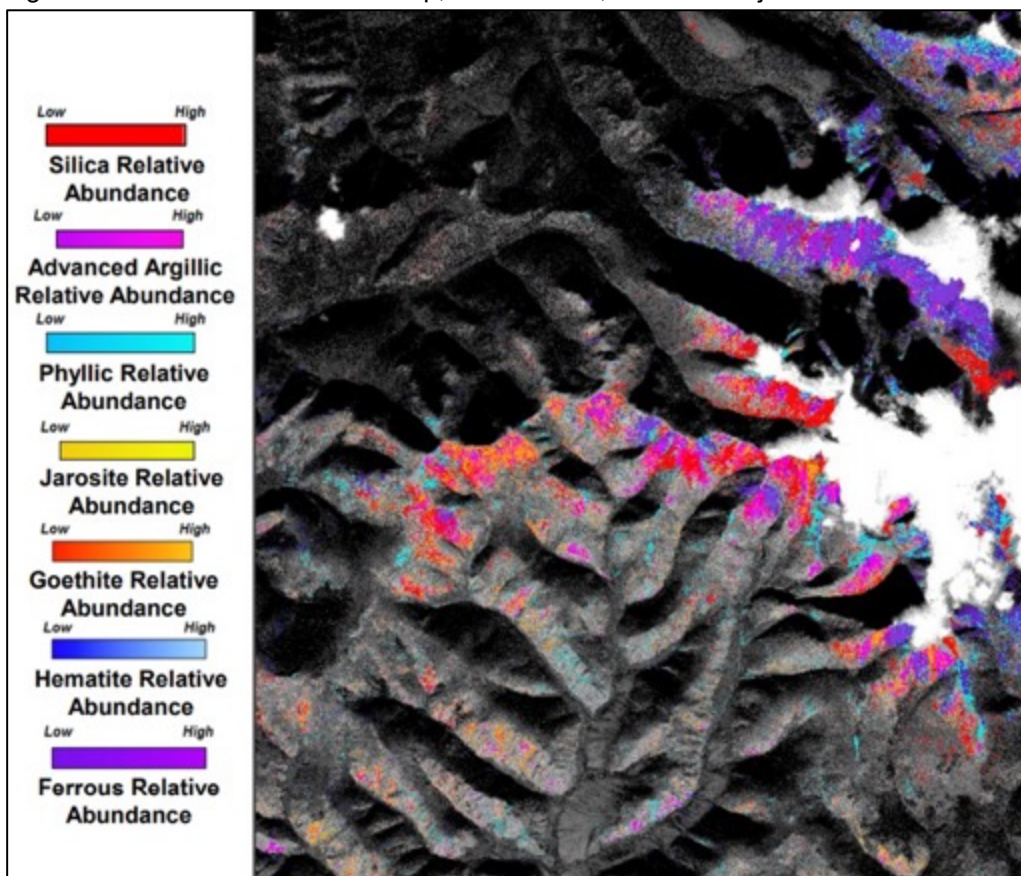 Low High
Silica Relative
Abundance
Low High
Advanced Argillic
Relative Abundance
Low High
Phyllic Relative
Abundance
Low High
Jarosite Relative
Abundance
Low High
Goethite Relative
Abundance
Low High
Hematite Relative
Abundance
Low High
Ferrous Relative
Abundance